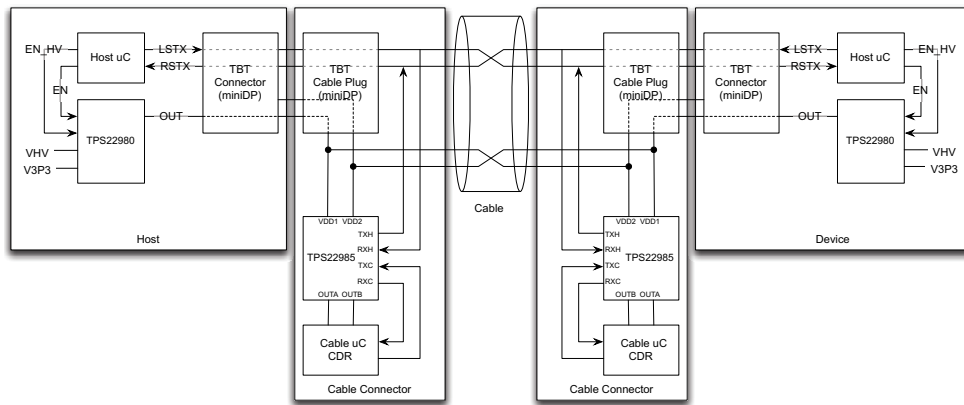 EN_HV
Host uC
LSTX
RSTX
EN
TPS22980
OUT
VHV
V3P3
TBT
Connector
(miniDP)
Host
TBT
Cable Plug
(miniDP)
VDD1 VDD2
TXH
RXH
TPS22985
TXC
RXC
OUTA OUTB
Cable uC
CDR
Cable Connector
Cable
TBT
Cable Plug
(miniDP)
VDD2 VDD1
TXH
RXH
TPS22985
TXC
RXC
OUTB OUTA
Cable uC
CDR
Cable Connector
TBT
Connector
(miniDP)
LSTX
RSTX
Host uC
EN_HV
EN
OUT
TPS22980
VHV
V3P3
Device